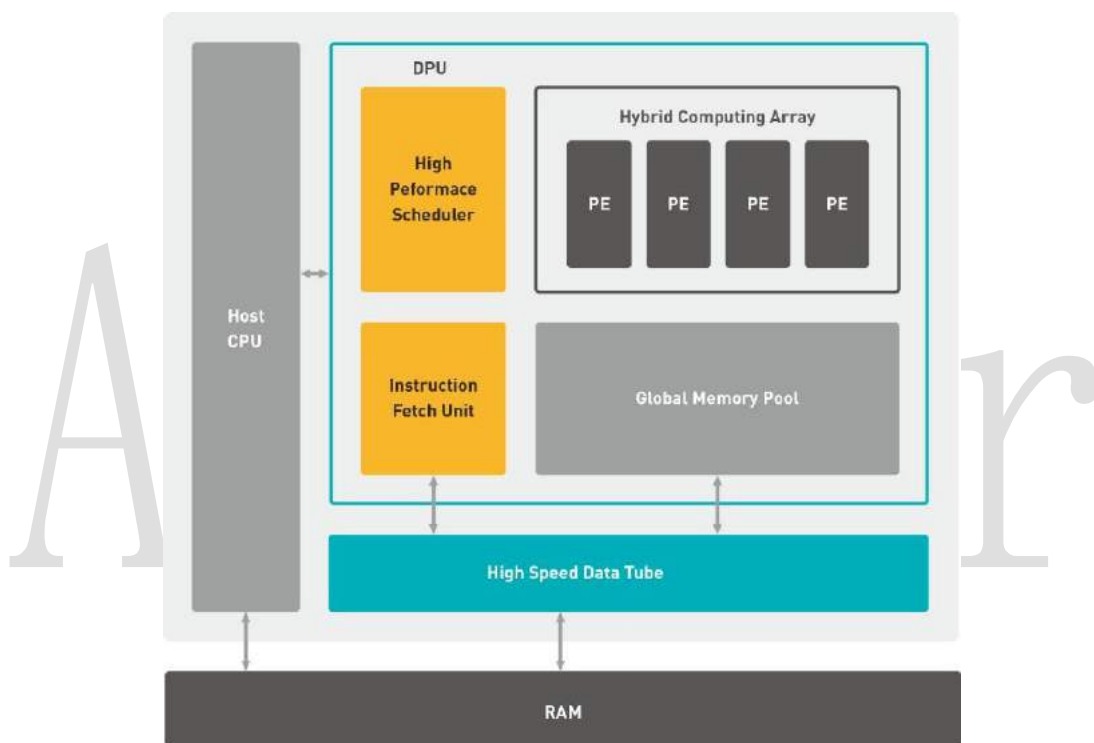 DPU
High
Peformace
Scheduler
Hybrid Computing Array
PE PE PE PE
Host
CPU
Instruction
Fetch Unit
Global Memory Pool
High Speed Data Tube
RAM
A
r